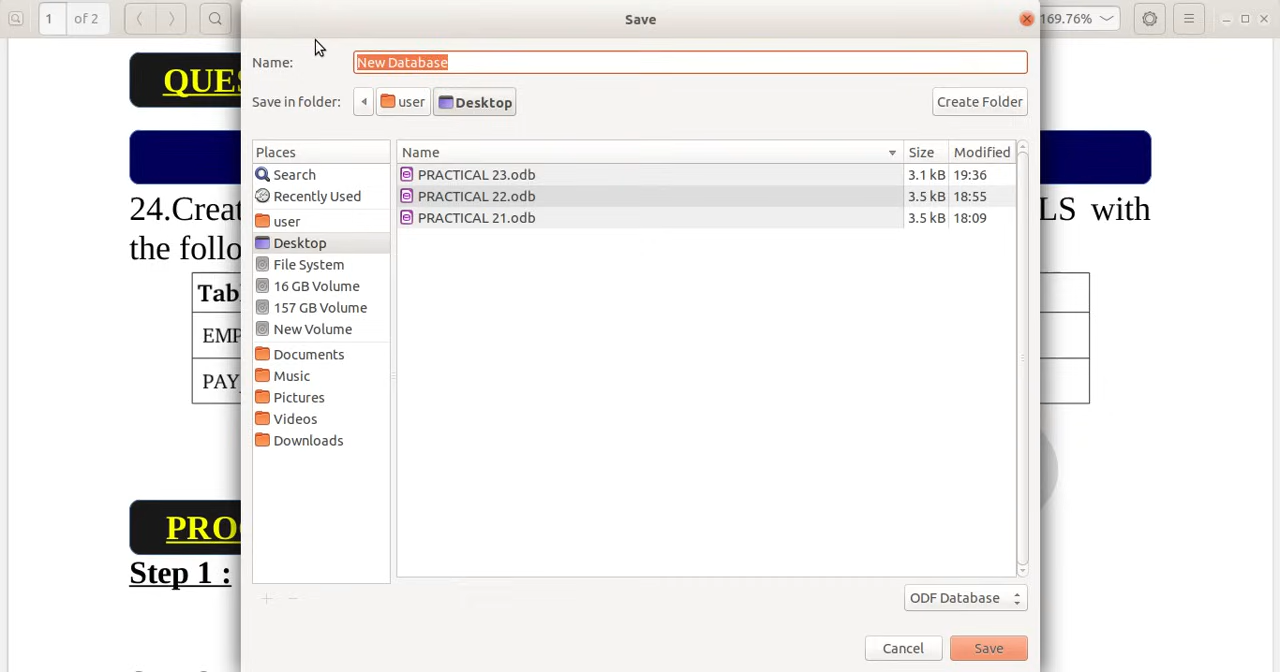 1 of 2
Save
169.76%
Name: New Database
Save in folder: user Desktop Create Folder
Places
Name Size Modified
Search
Recently Used
user
Desktop
File System
16 GB Volume
157 GB Volume
New Volume
Documents
Music
Pictures
Videos
Downloads
PRACTICAL 23.odb 3.1 kB 19:36
PRACTICAL 22.odb 3.5 kB 18:55
PRACTICAL 21.odb 3.5 kB 18:09
ODF Database
Cancel Save
QUES
24.Creat LS with
the follo
Tab
EMP
PAY
PROC
Step 1 :